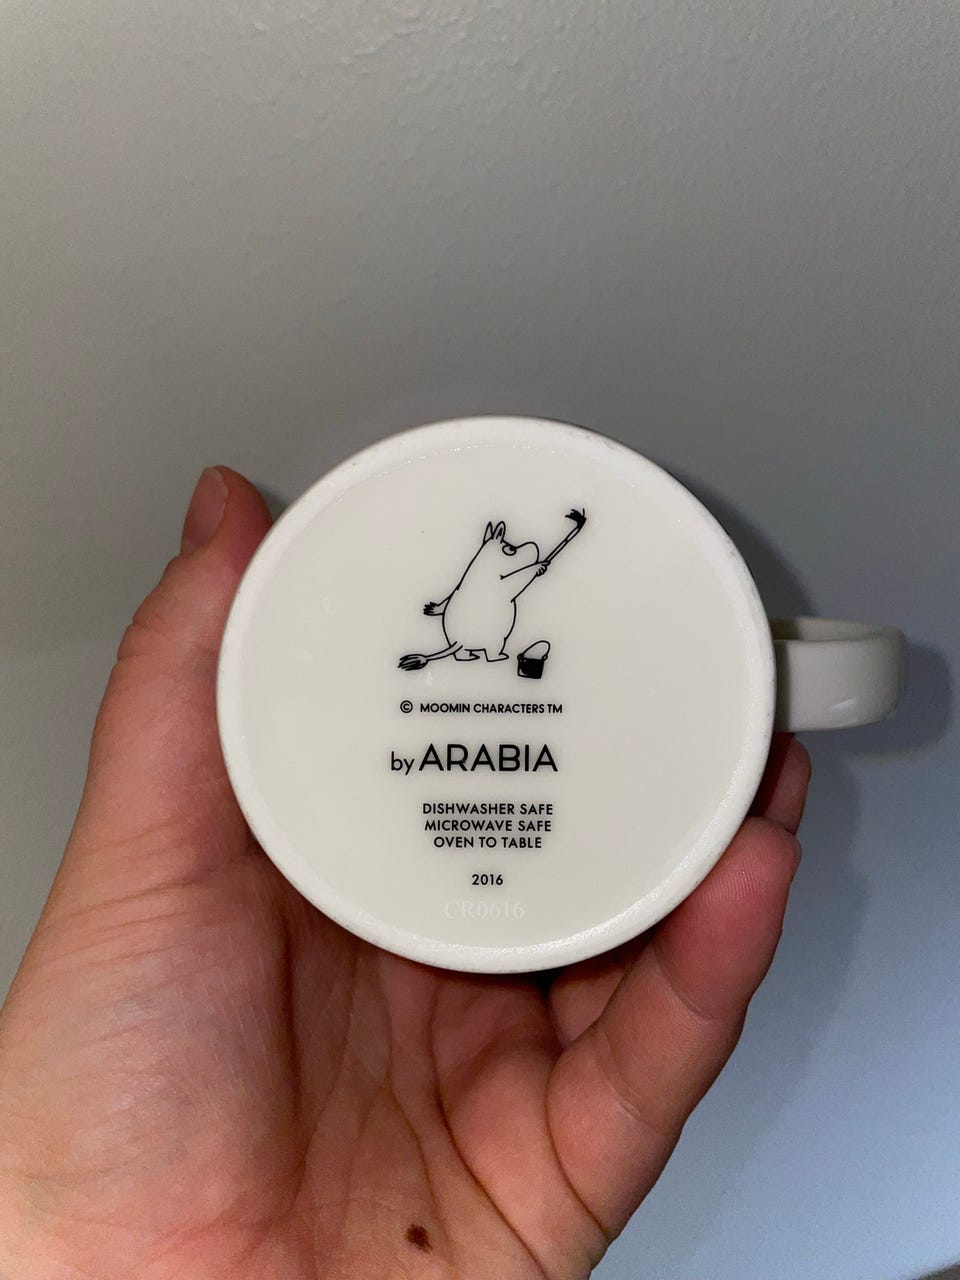 © MOOMIN CHARACTERS TM
by ARABIA
DISHWASHER SAFE
MICROWAVE SAFE
OVEN TO TABLE
2016
CR0616